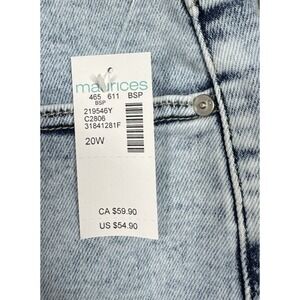 maurices
465 611 BSP
BSP
219546Y
C2806
31841281F
20W
CA $59.90
US $54.90